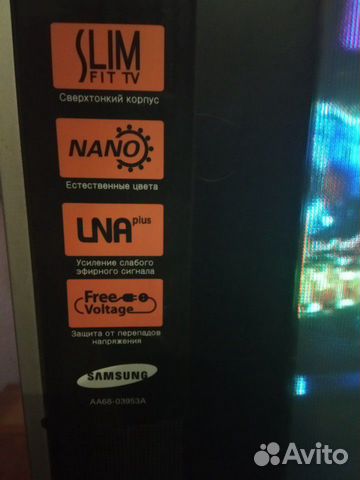 SLIM
FIT TV
Сверхтонкий корпус
NANO
Естественные цвета
LNA plus
Усиление слабого
эфирного сигнала
Free
Voltage
Защита от перепадов
напряжения
SAMSUNG
AA68-03953A
Avito